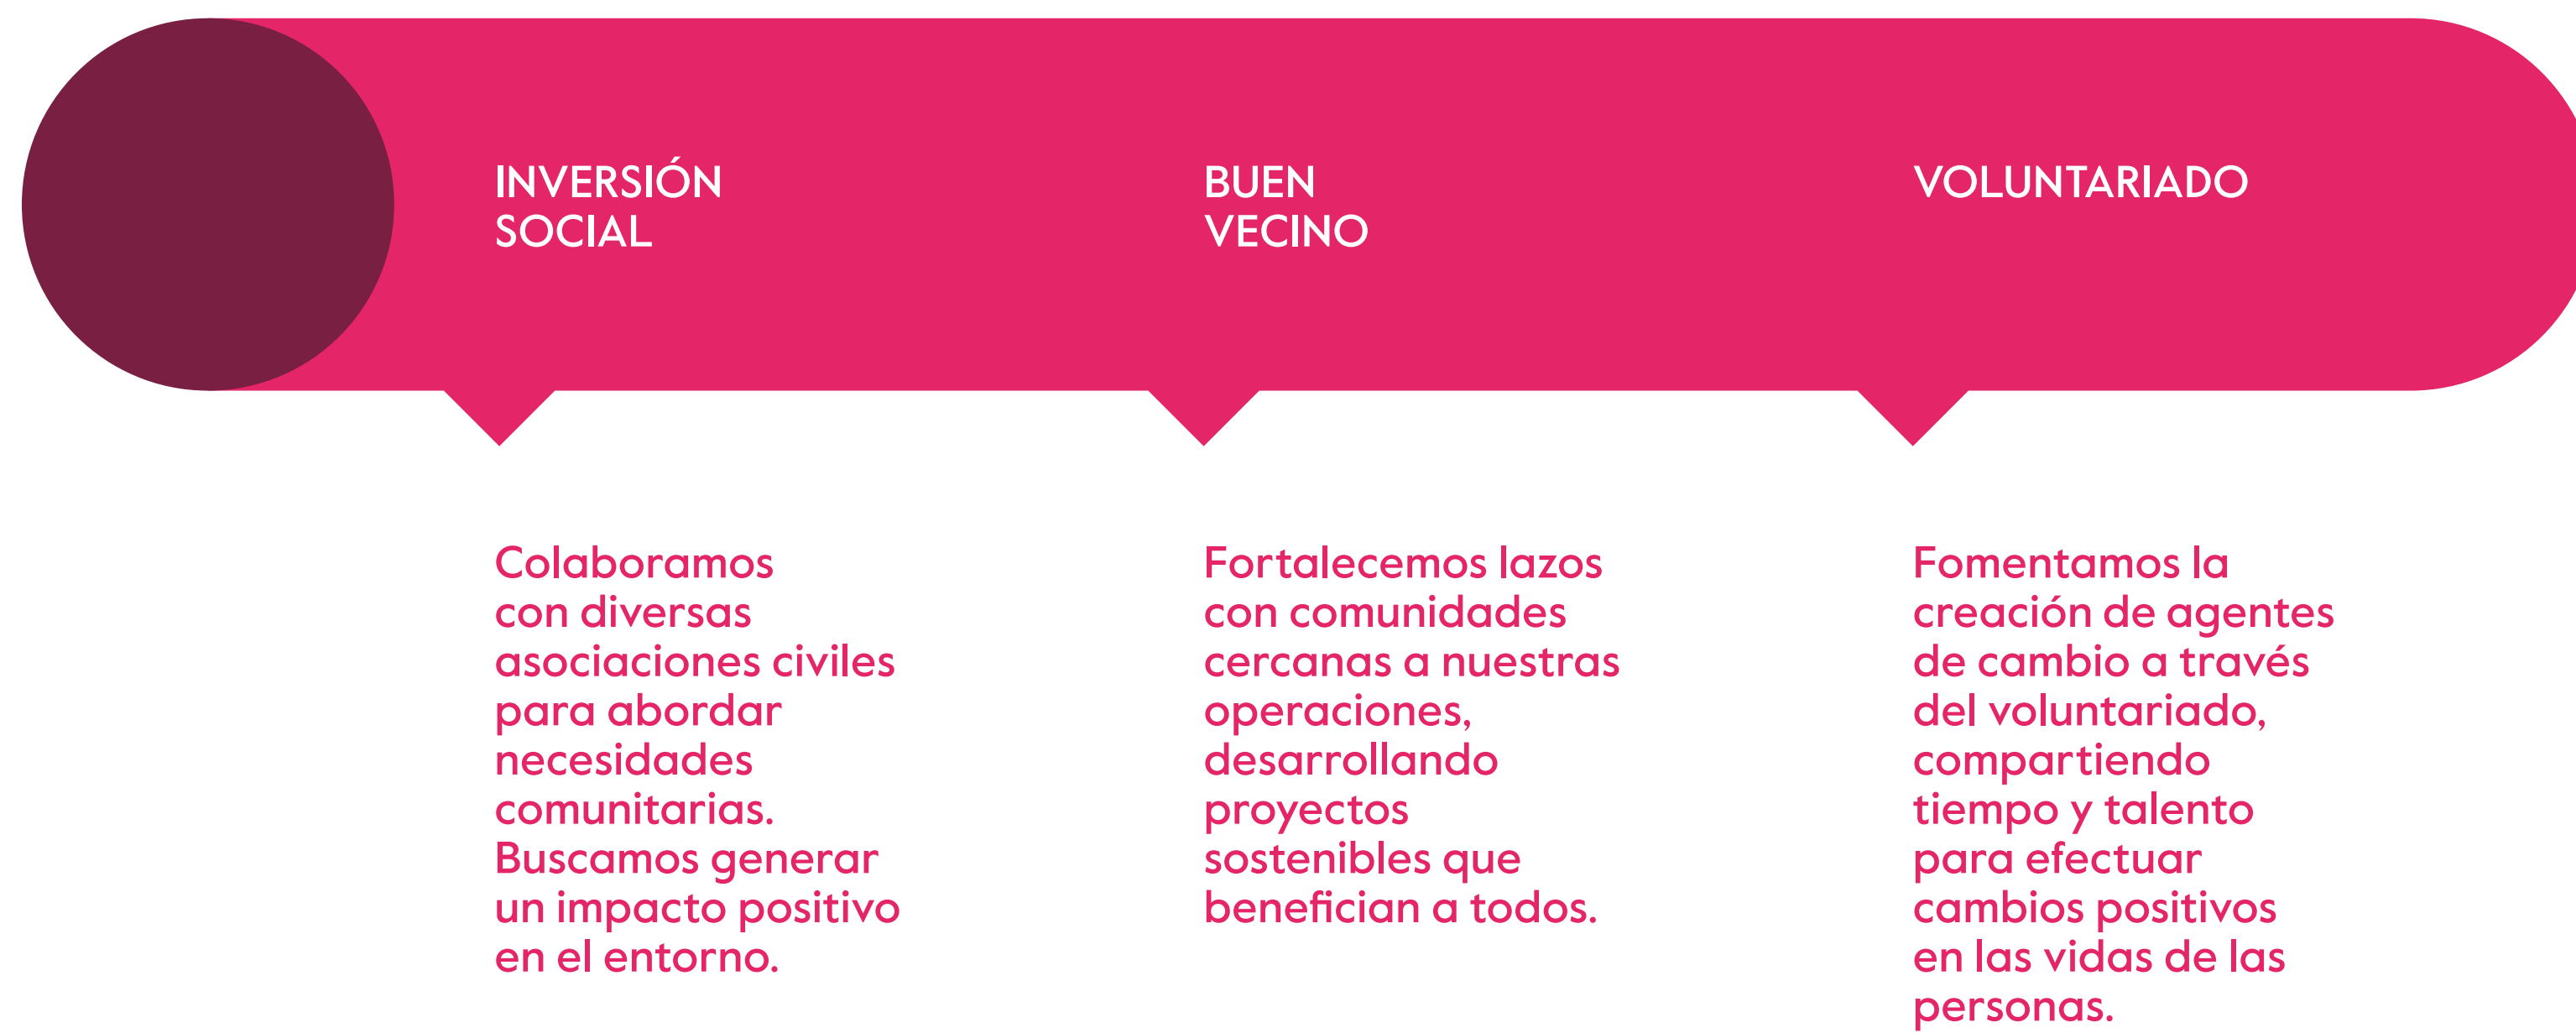 INVERSIÓN
SOCIAL
Colaboramos
con diversas
asociaciones civiles
para abordar
necesidades
comunitarias.
Buscamos generar
un impacto positivo
en el entorno.
BUEN
VECINO
Fortalecemos lazos
con comunidades
cercanas a nuestras
operaciones,
desarrollando
proyectos
sostenibles que
benefician a todos.
VOLUNTARIADO
Fomentamos la
creación de agentes
de cambio a través
del voluntariado,
compartiendo
tiempo y talento
para efectuar
cambios positivos
en las vidas de las
personas.